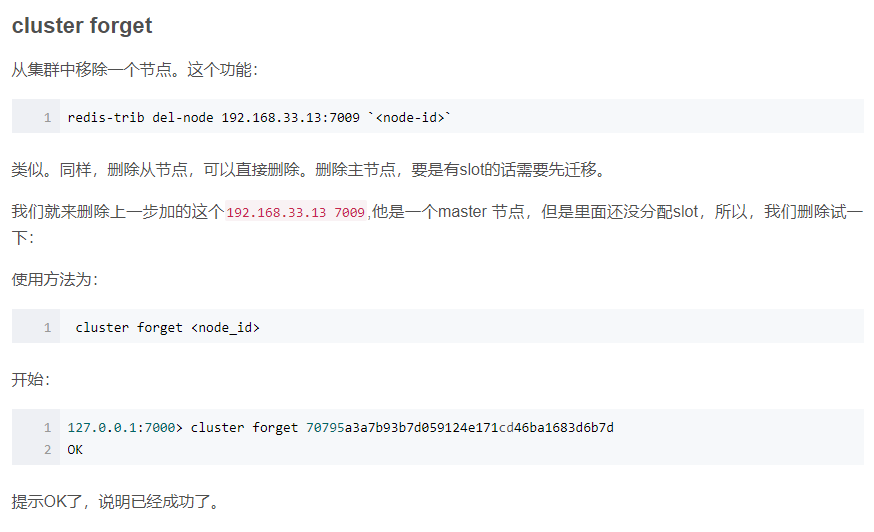 cluster forget
从集群中移除一个节点。这个功能：
1 redis-trib del-node 192.168.33.13:7009 `<node-id>`
类似。同样，删除从节点，可以直接删除。删除主节点，要是有slot的话需要先迁移。
我们就来删除上一步加的这个192.168.33.13 7009,他是一个master 节点，但是里面还没分配slot，所以，我们删除试一
下：
使用方法为：
1 cluster forget <node_id>
开始：
1 127.0.0.1:7000> cluster forget 70795a3a7b93b7d059124e171cd46ba1683d6b7d
2 OK
提示OK了，说明已经成功了。